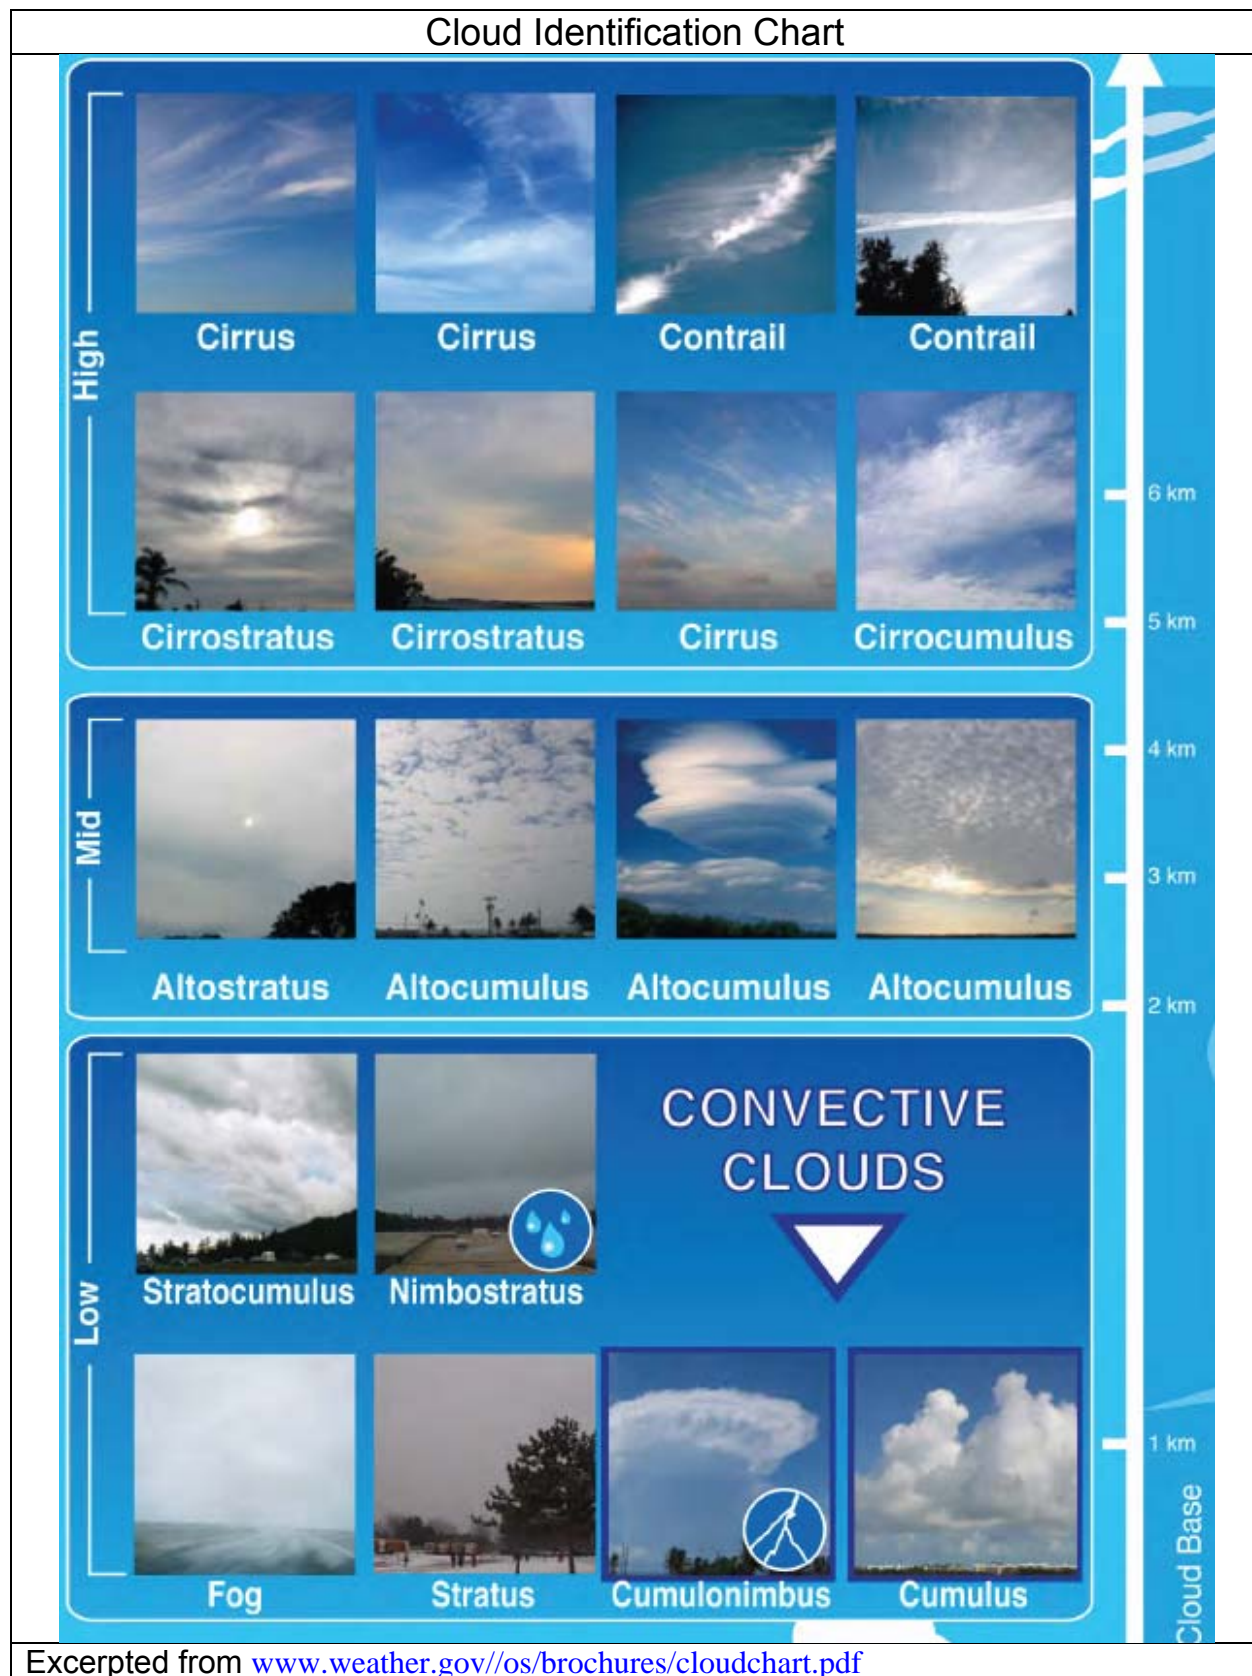 Cloud Identification Chart
High
Cirrus
Cirrus
Contrail
Contrail
Cirrostratus
Cirrostratus
Cirrus
Cirrocumulus
6 km
5 km
Mid
Altostratus
Altocumulus
Altocumulus
Altocumulus
4 km
3 km
2 km
Low
Stratocumulus
Nimbostratus
CONVECTIVE
CLOUDS
Fog
Stratus
Cumulonimbus
Cumulus
1 km
Cloud Base
Excerpted from www.weather.gov//os/brochures/cloudchart.pdf